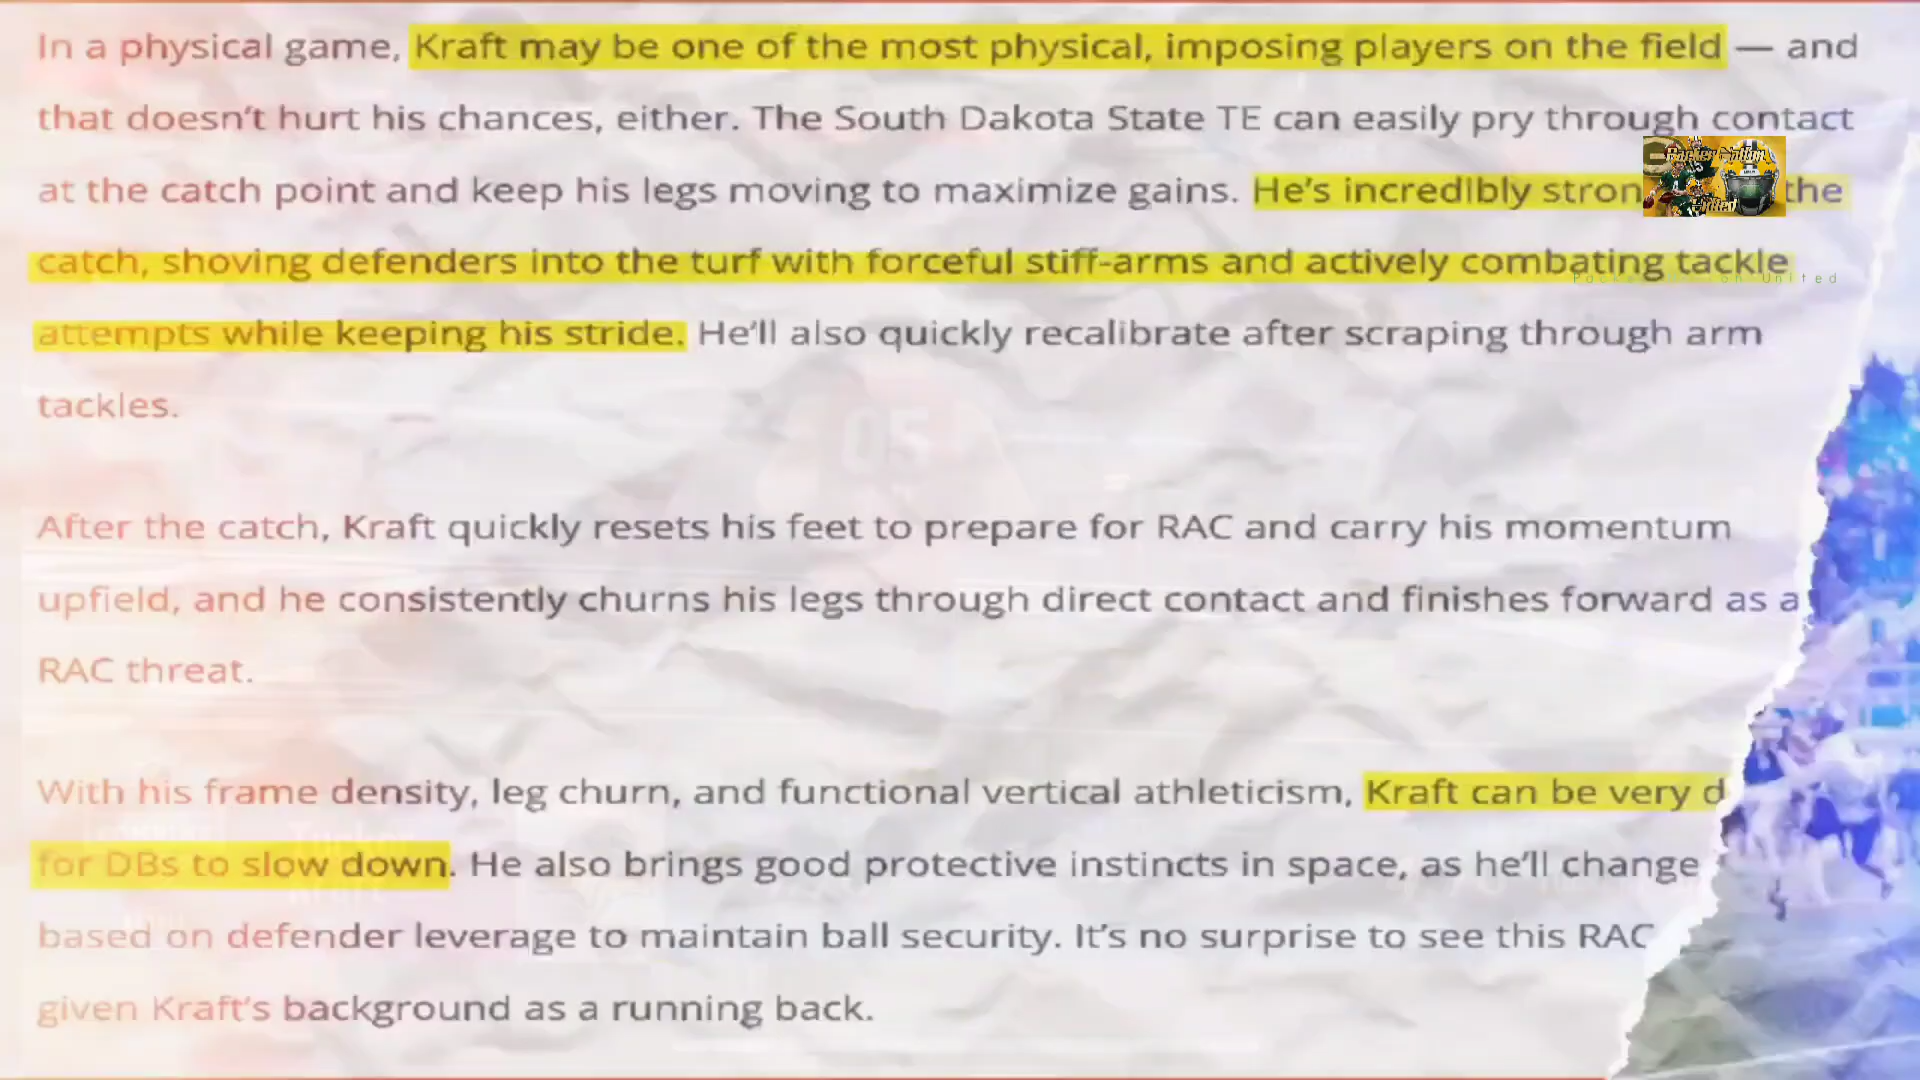 In a physical game, Kraft may be one of the most physical, imposing players on the field — and
that doesn't hurt his chances, either. The South Dakota State TE can easily pry through contact
at the catch point and keep his legs moving to maximize gains. He's incredibly the
catch, shoving defenders into the turf with forceful stiff-arms and actively combating tackle
United
attempts while keeping his stride. He'll also quickly recalibrate after scraping through arm
tackles.
05
After the catch, Kraft quickly resets his feet to prepare for RAC and carry his momentum
upfield, and he consistently churns his legs through direct contact and finishes forward as a
RAC threat.
With his frame density, leg churn, and functional vertical athleticism, Kraft can be very d
for DBs to slow down. He also brings good protective instincts in space, as he'll change
based on defender leverage to maintain ball security. It's no surprise to see this RAC
given Kraft's background as a running back.